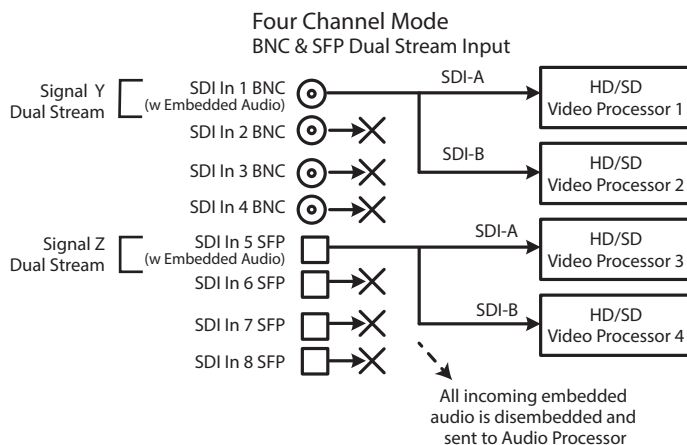 Four Channel Mode
BNC & SFP Dual Stream Input
Signal Y
Dual Stream
SDI In 1 BNC
(w Embedded Audio)
SDI In 2 BNC
SDI In 3 BNC
SDI In 4 BNC
SDI-A
HD/SD
Video Processor 1
SDI-B
HD/SD
Video Processor 2
Signal Z
Dual Stream
SDI In 5 SFP
(w Embedded Audio)
SDI In 6 SFP
SDI In 7 SFP
SDI In 8 SFP
SDI-A
HD/SD
Video Processor 3
SDI-B
HD/SD
Video Processor 4
All incoming embedded
audio is disembedded and
sent to Audio Processor